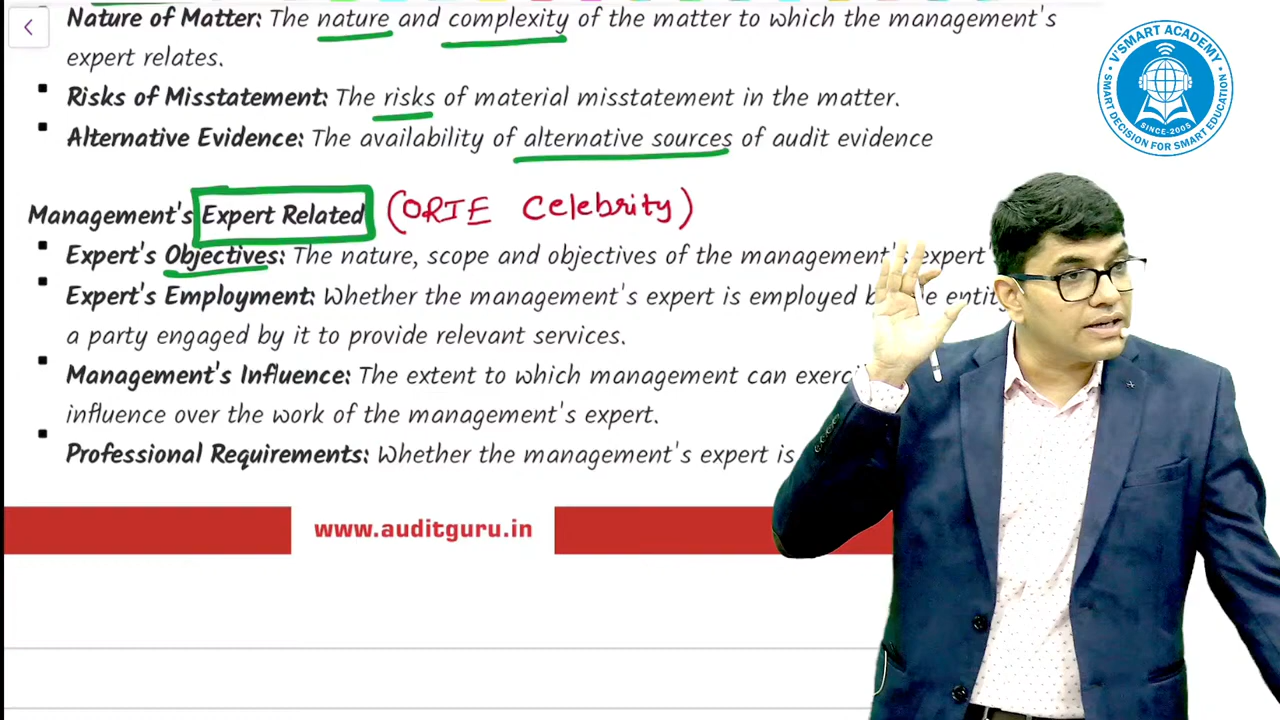 Nature of Matter: The nature and complexity of the matter to which the management's
expert relates.
Risks of Misstatement: The risks of material misstatement in the matter.
Alternative Evidence: The availability of alternative sources of audit evidence
Management's Expert Related (ORIE Celebrity)
Expert's Objectives: The nature, scope and objectives of the management's expert's
Expert's Employment: Whether the management's expert is employed
a party engaged by it to provide relevant services.
Management's Influence: The extent to which management can
influence over the work of the management's expert.
Professional Requirements: Whether the management's expert is
www.auditguru.in
V'SMART ACADEMY
SINCE-2005
SMART DECISION FOR SMART EDUCATION